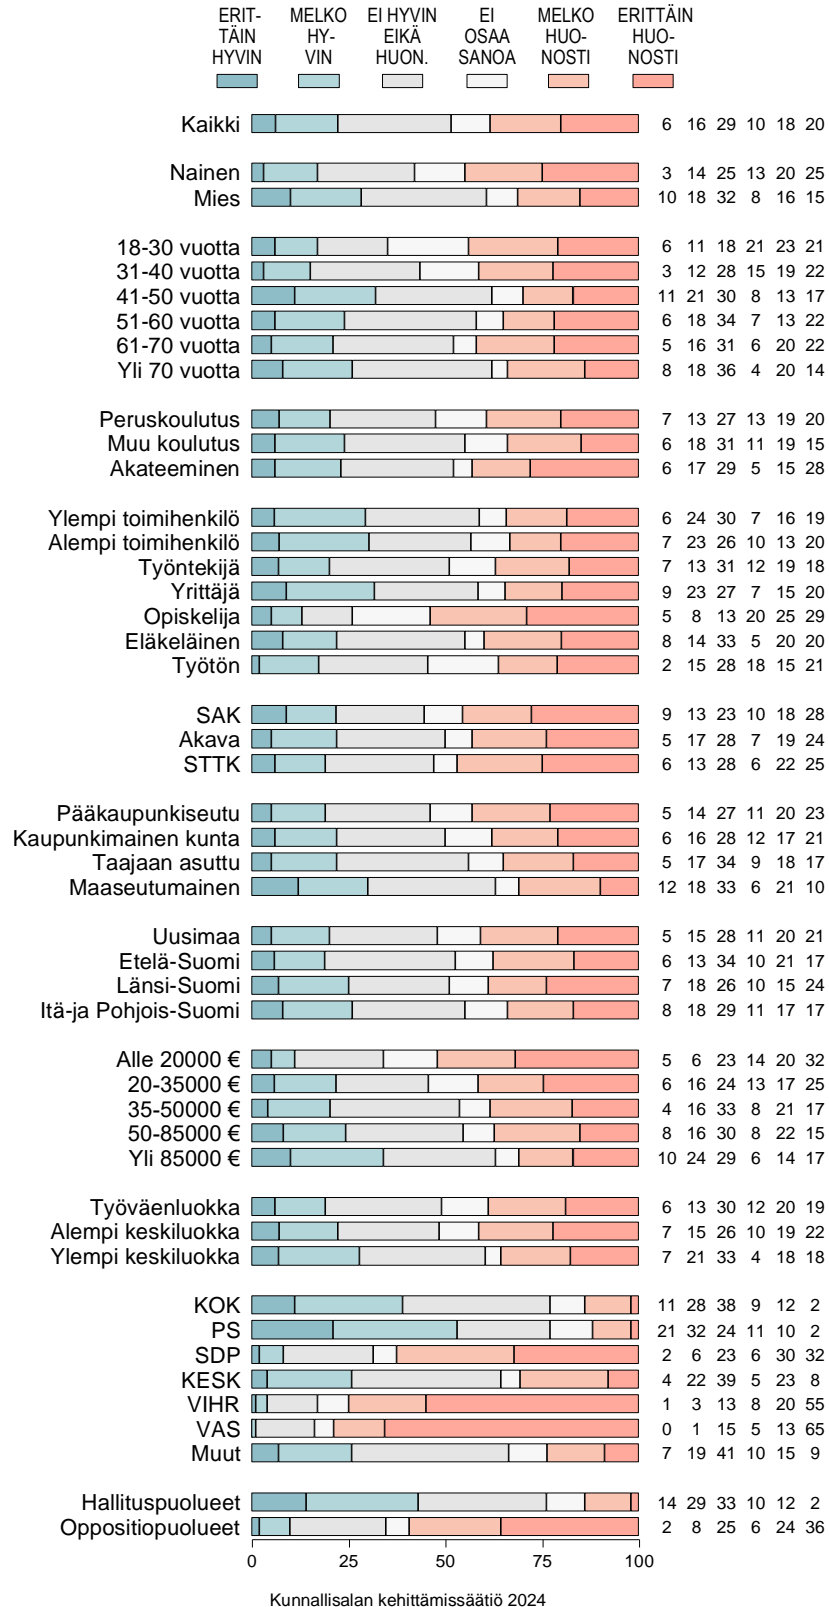 ERIT- MELKO EI HYVIN EI MELKO ERITTÄIN
TÄIN HY- EIKÄ OSAA HUO- HUO-
HYVIN VIN HUON. SANOA NOSTI NOSTI
Kaikki 6 16 29 10 18 20
Nainen 3 14 25 13 20 25
Mies 10 18 32 8 16 15
18-30 vuotta 6 11 18 21 23 21
31-40 vuotta 3 12 28 15 19 22
41-50 vuotta 11 21 30 8 13 17
51-60 vuotta 6 18 34 7 13 22
61-70 vuotta 5 16 31 6 20 22
Yli 70 vuotta 8 18 36 4 20 14
Peruskoulutus 7 13 27 13 19 20
Muu koulutus 6 18 31 11 19 15
Akateeminen 6 17 29 5 15 28
Ylempi toimihenkilö 6 24 30 7 16 19
Alempi toimihenkilö 7 23 26 10 13 20
Työntekijä 7 13 31 12 19 18
Yrittäjä 9 23 27 7 15 20
Opiskelija 5 8 13 20 25 29
Eläkeläinen 8 14 33 5 20 20
Työtön 2 15 28 18 15 21
SAK 9 13 23 10 18 28
Akava 5 17 28 7 19 24
STTK 6 13 28 6 22 25
Pääkaupunkiseutu 5 14 27 11 20 23
Kaupunkimainen kunta 6 16 28 12 17 21
Taajaan asuttu 5 17 34 9 18 17
Maaseutumainen 12 18 33 6 21 10
Uusimaa 5 15 28 11 20 21
Etelä-Suomi 6 13 34 10 21 17
Länsi-Suomi 7 18 26 10 15 24
Itä-ja Pohjois-Suomi 8 18 29 11 17 17
Alle 20000 € 5 6 23 14 20 32
20-35000 € 6 16 24 13 17 25
35-50000 € 4 16 33 8 21 17
50-85000 € 8 16 30 8 22 15
Yli 85000 € 10 24 29 6 14 17
Työväenluokka 6 13 30 12 20 19
Alempi keskiluokka 7 15 26 10 19 22
Ylempi keskiluokka 7 21 33 4 18 18
KOK 11 28 38 9 12 2
PS 21 32 24 11 10 2
SDP 2 6 23 6 30 32
KESK 4 22 39 5 23 8
VIHR 1 3 13 8 20 55
VAS 0 1 15 5 13 65
Muut 7 19 41 10 15 9
Hallituspuolueet 14 29 33 10 12 2
Oppositiopuolueet 2 8 25 6 24 36
0 25 50 75 100
Kunnallisalan kehittämissäätiö 2024